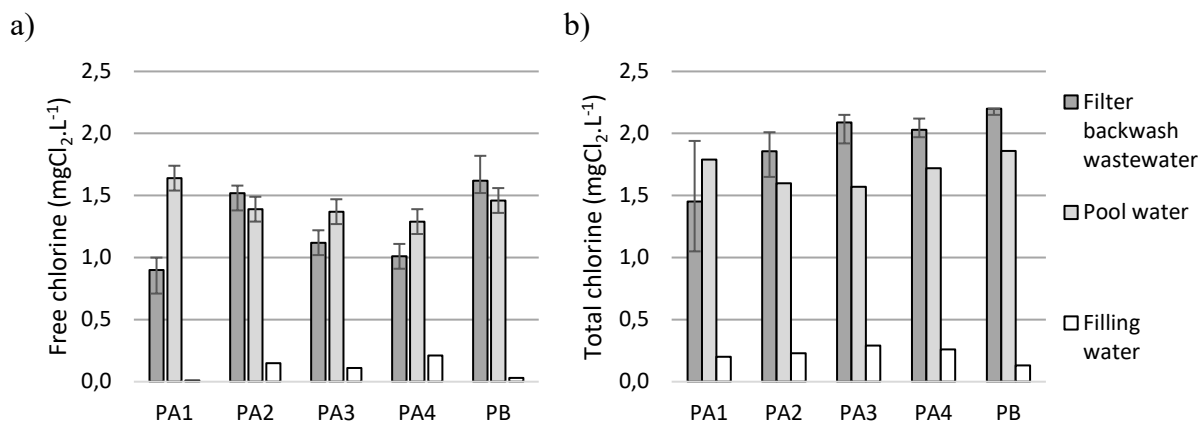 a)
Free chlorine (mgCl₂.L⁻¹)
2,5
2,0
1,5
1,0
0,5
0,0
PA1 PA2 PA3 PA4 PB
b)
Total chlorine (mgCl₂.L⁻¹)
2,5
2,0
1,5
1,0
0,5
0,0
PA1 PA2 PA3 PA4 PB
Filter
backwash
wastewater
Pool water
Filling
water